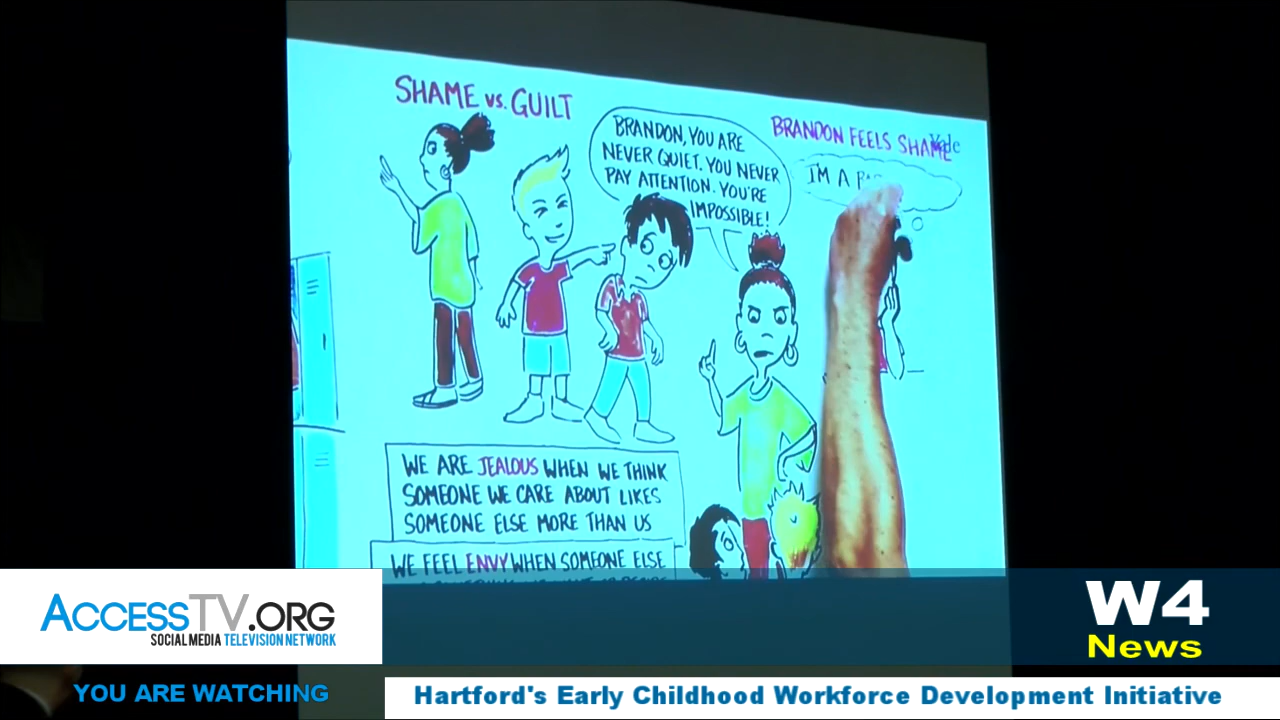 SHAME vs. GUILT
BRANDON, YOU ARE
NEVER QUIET. YOU NEVER
PAY ATTENTION. YOU'RE
IMPOSSIBLE!
BRANDON FEELS SHAME
Yale
I'M A
WE ARE JEALOUS WHEN WE THINK
SOMEONE WE CARE ABOUT LIKES
SOMEONE ELSE MORE THAN US
WE FEEL ENVY WHEN SOMEONE ELSE
ACCESSTV.ORG
SOCIAL MEDIA TELEVISION NETWORK
W4
News
YOU ARE WATCHING
Hartford's Early Childhood Workforce Development Initiative